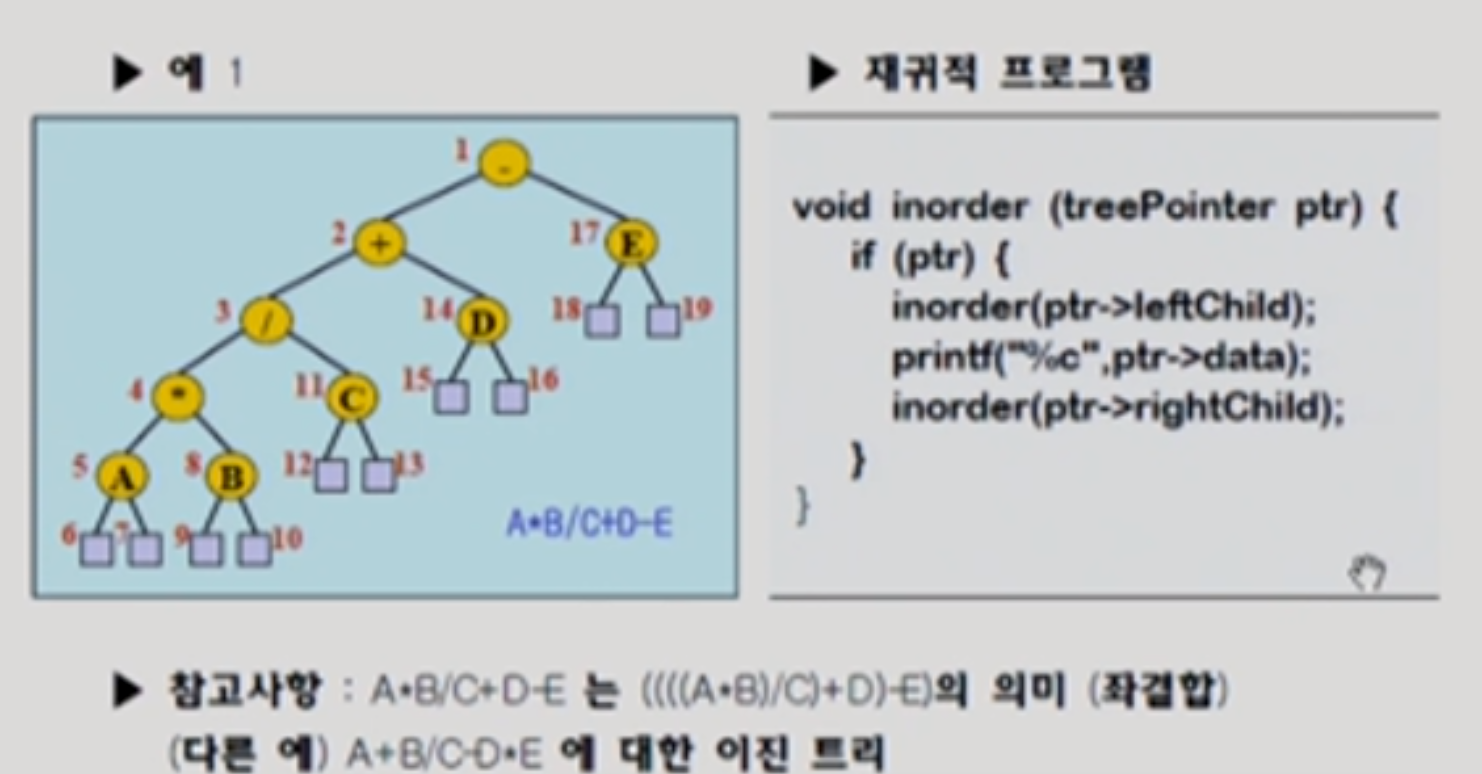 ▶ 예 1
1
-
2
+
17
E
3
/
14
D
18
19
4
*
11
C
15
16
5
A
8
B
12
13
6
7
9
10
A*B/C+D-E
▶ 재귀적 프로그램
void inorder (treePointer ptr) {
if (ptr) {
inorder(ptr->leftChild);
printf("%c",ptr->data);
inorder(ptr->rightChild);
}
}
▶ 참고사항 : A*B/C+D-E 는 ((((A*B)/C)+D)-E)의 의미 (좌결합)
(다른 예) A+B/C-D*E 에 대한 이진 트리